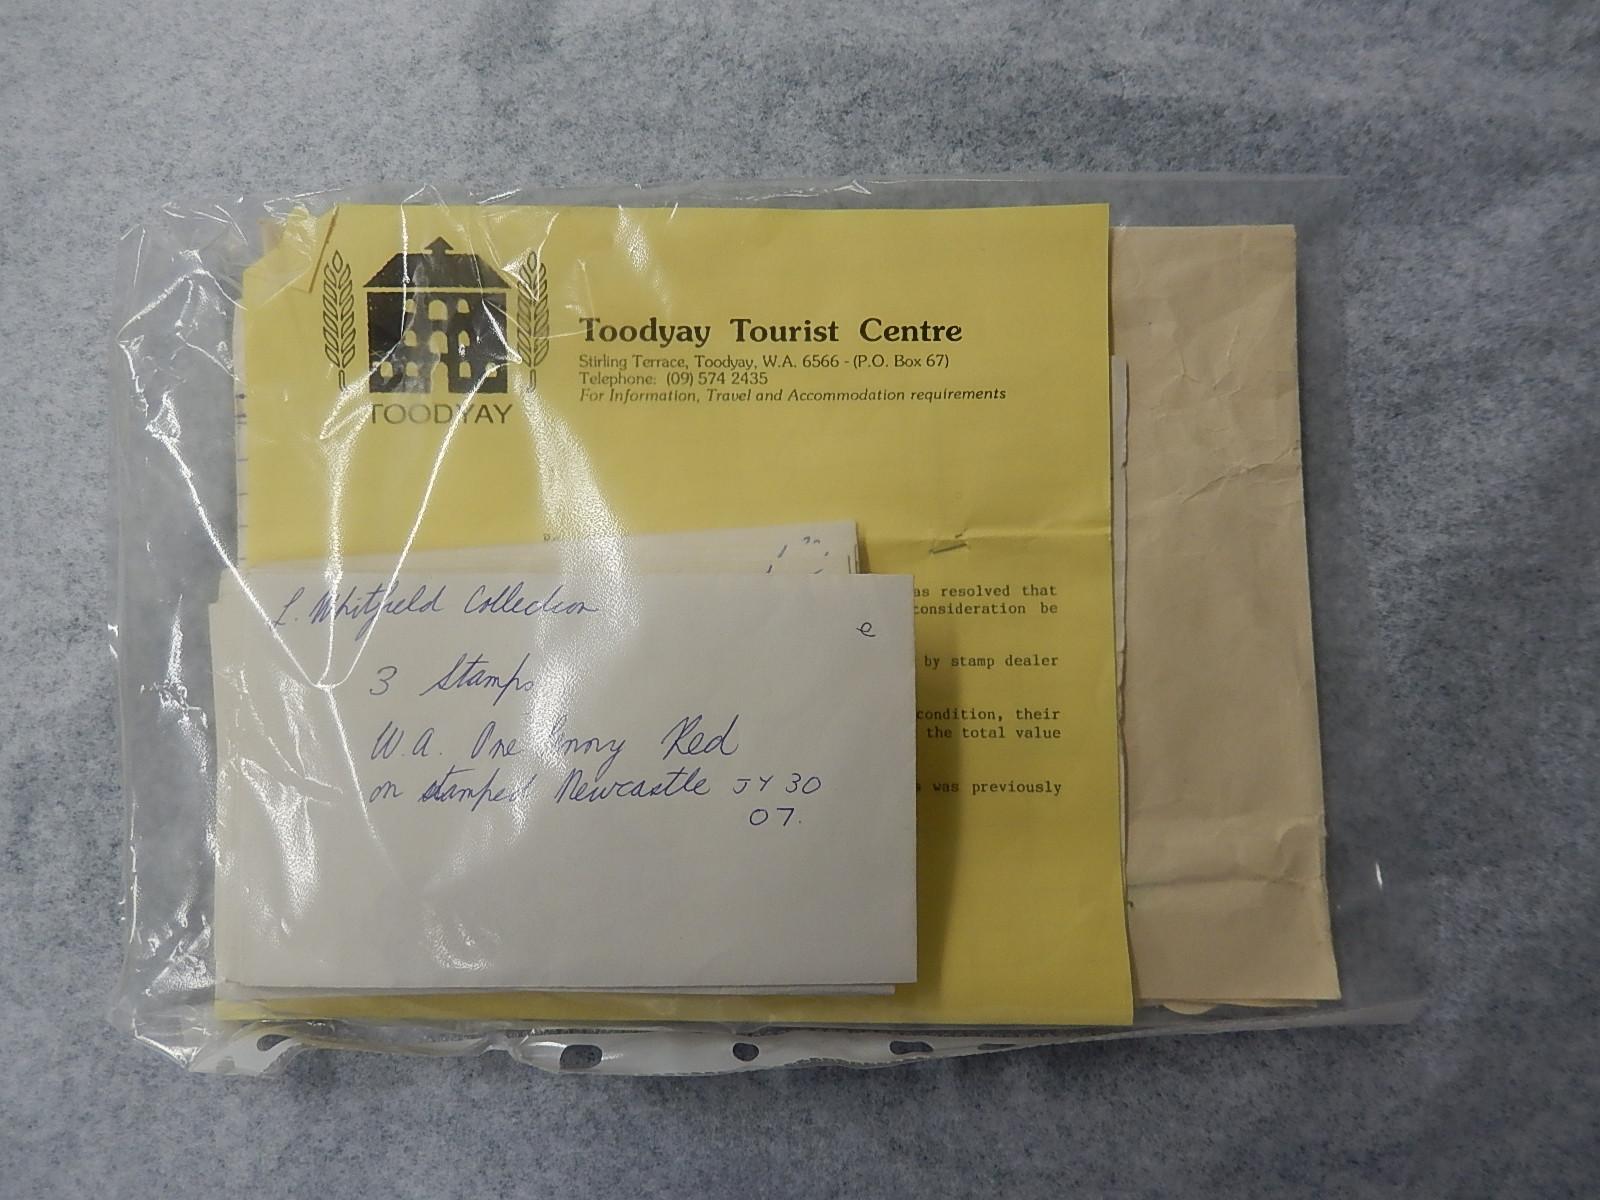 TOODYAY
Toodyay Tourist Centre
Stirling Terrace, Toodyay, W.A. 6566 - (P.O. Box 67)
Telephone: (09) 574 2435
For Information, Travel and Accommodation requirements
as resolved that
consideration be
by stamp dealer
condition, their
the total value
was previously
L. Whitfield Collection
e
3 Stamps
W.A. One Penny Red
on stamped Newcastle JY 30
07.